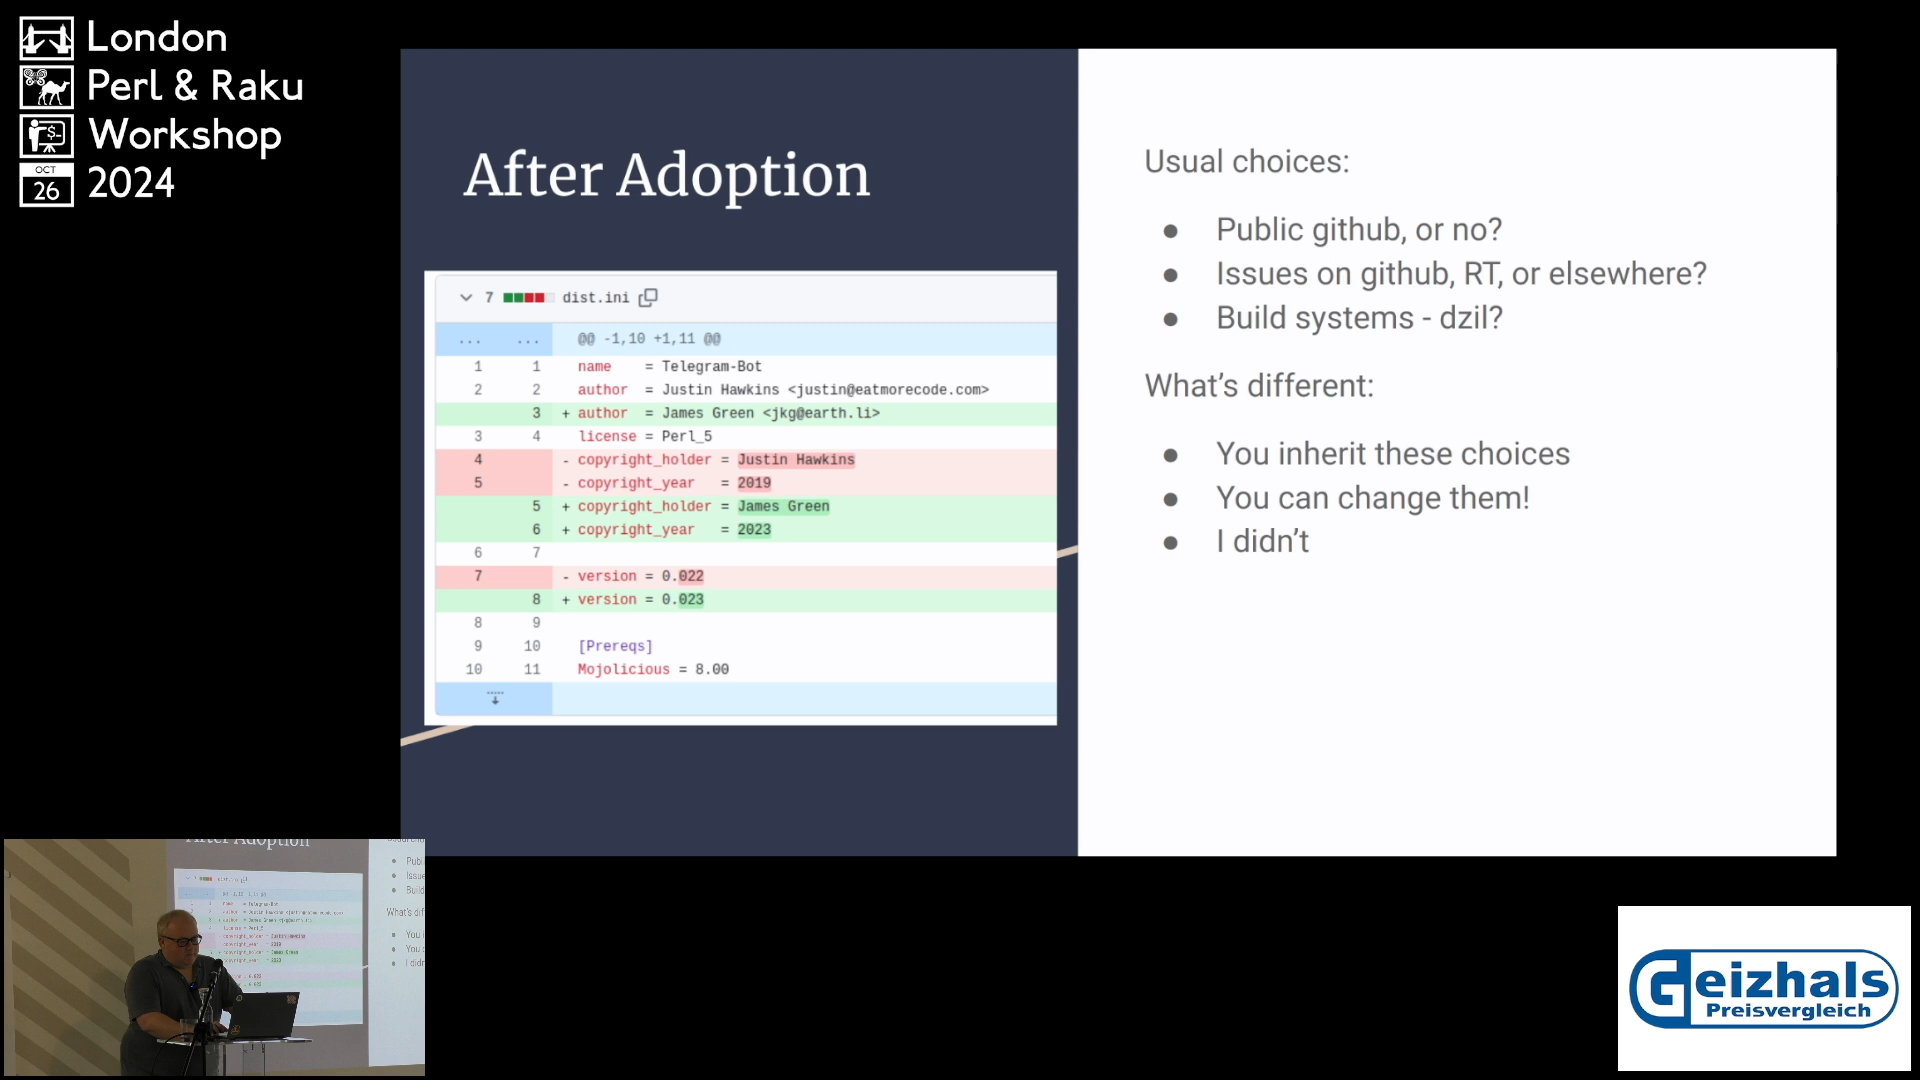 London
Perl & Raku
Workshop
OCT
26
2024
After Adoption
7 dist.ini
... ... @@ -1,10 +1,11 @@
1 1 name = Telegram-Bot
2 2 author = Justin Hawkins <justin@eatmorecode.com>
3 + author = James Green <jkg@earth.li>
3 4 license = Perl_5
4 - copyright_holder = Justin Hawkins
5 - copyright_year = 2019
5 + copyright_holder = James Green
6 + copyright_year = 2023
6 7
7 - version = 0.022
8 + version = 0.023
8 9
9 10 [Prereqs]
10 11 Mojolicious = 8.00
Usual choices:
● Public github, or no?
● Issues on github, RT, or elsewhere?
● Build systems - dzil?
What's different:
● You inherit these choices
● You can change them!
● I didn't
After Adoption
Geizhals
Preisvergleich